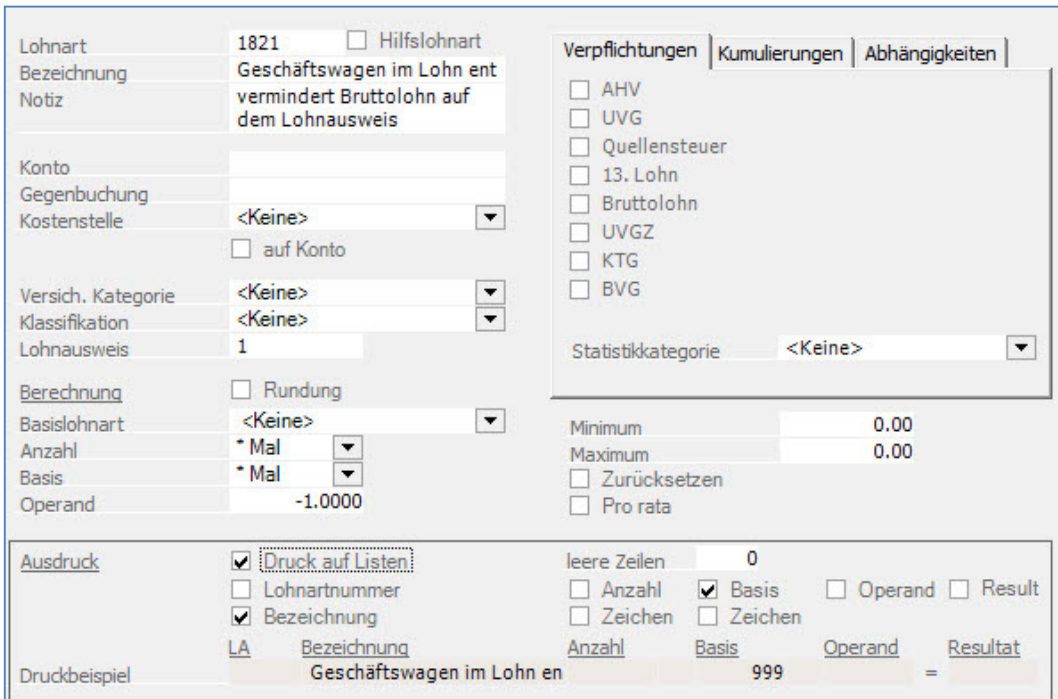 Lohnart 1821 Hilfslohnart
Bezeichnung Geschäftswagen im Lohn ent
Notiz vermindert Bruttolohn auf
dem Lohnausweis
Konto
Gegenbuchung
Kostenstelle <Keine>
auf Konto
Versich. Kategorie <Keine>
Klassifikation <Keine>
Lohnausweis 1
Berechnung Rundung
Basislohnart <Keine>
Anzahl * Mal
Basis * Mal
Operand -1.0000
Verpflichtungen Kumulierungen Abhängigkeiten
AHV
UVG
Quellensteuer
13. Lohn
Bruttolohn
UVGZ
KTG
BVG
Statistikkategorie <Keine>
Minimum 0.00
Maximum 0.00
Zurücksetzen
Pro rata
Ausdruck Druck auf Listen leere Zeilen 0
Lohnartnummer Anzahl Basis Operand Result
Bezeichnung Zeichen Zeichen
LA Bezeichnung Anzahl Basis Operand Resultat
Druckbeispiel Geschäftswagen im Lohn en 999 =